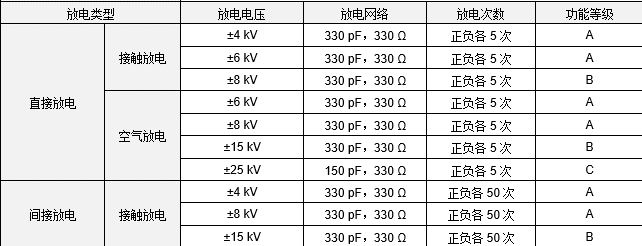 放电类型 放电电压 放电网络 放电次数 功能等级
直接放电 接触放电 ±4 kV 330 pF，330 Ω 正负各 5 次 A
±6 kV 330 pF，330 Ω 正负各 5 次 A
±8 kV 330 pF，330 Ω 正负各 5 次 B
空气放电 ±6 kV 330 pF，330 Ω 正负各 5 次 A
±8 kV 330 pF，330 Ω 正负各 5 次 A
±15 kV 330 pF，330 Ω 正负各 5 次 B
±25 kV 150 pF，330 Ω 正负各 5 次 C
间接放电 接触放电 ±4 kV 330 pF，330 Ω 正负各 50 次 A
±8 kV 330 pF，330 Ω 正负各 50 次 A
±15 kV 330 pF，330 Ω 正负各 50 次 B